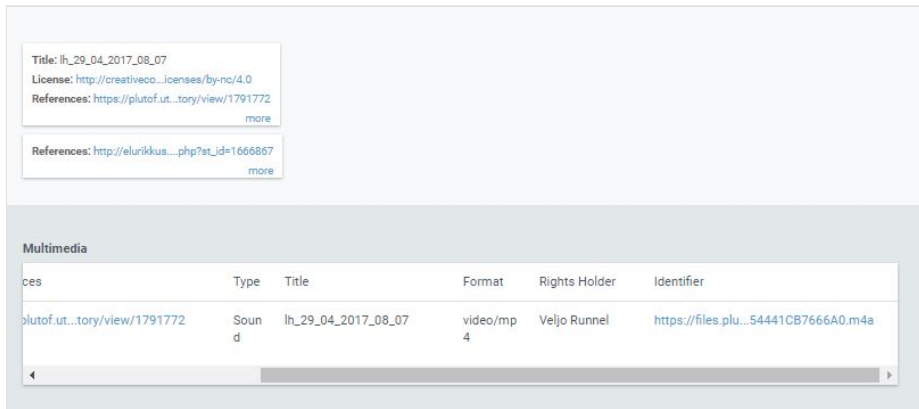 Title: lh_29_04_2017_08_07
License: http://creativeco...icenses/by-nc/4.0
References: https://plutof.ut...tory/view/1791772
more
References: http://elurikkus....php?st_id=1666867
more
Multimedia
ces Type Title Format Rights Holder Identifier
plutof.ut...tory/view/1791772 Soun lh_29_04_2017_08_07 video/mp Veljo Runnel https://files.plu...54441CB7666A0.m4a
d 4